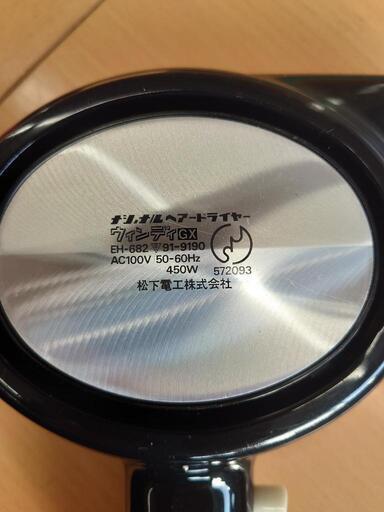 ナショナルヘアードライヤー
ウィンディGX
EH-682 ▽91-9190
AC100V 50-60Hz
450W 572093
松下電工株式会社